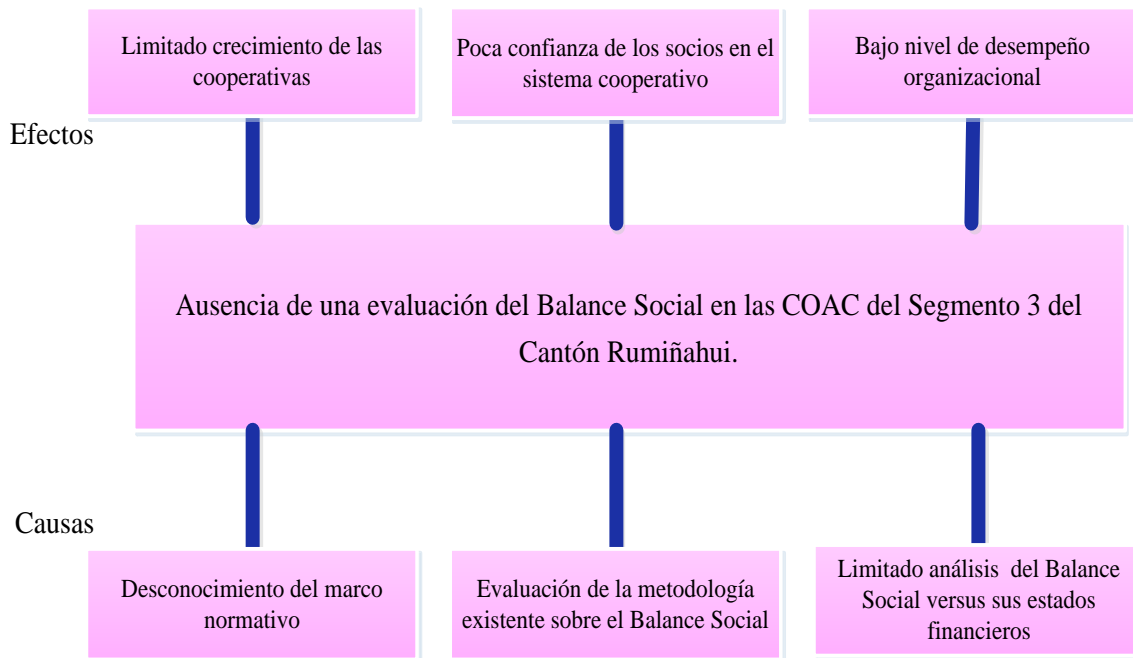 Limitado crecimiento de las
cooperativas
Poca confianza de los socios en el
sistema cooperativo
Bajo nivel de desempeño
organizacional
Efectos
Ausencia de una evaluación del Balance Social en las COAC del Segmento 3 del
Cantón Rumiñahui.
Causas
Desconocimiento del marco
normativo
Evaluación de la metodología
existente sobre el Balance Social
Limitado análisis del Balance
Social versus sus estados
financieros